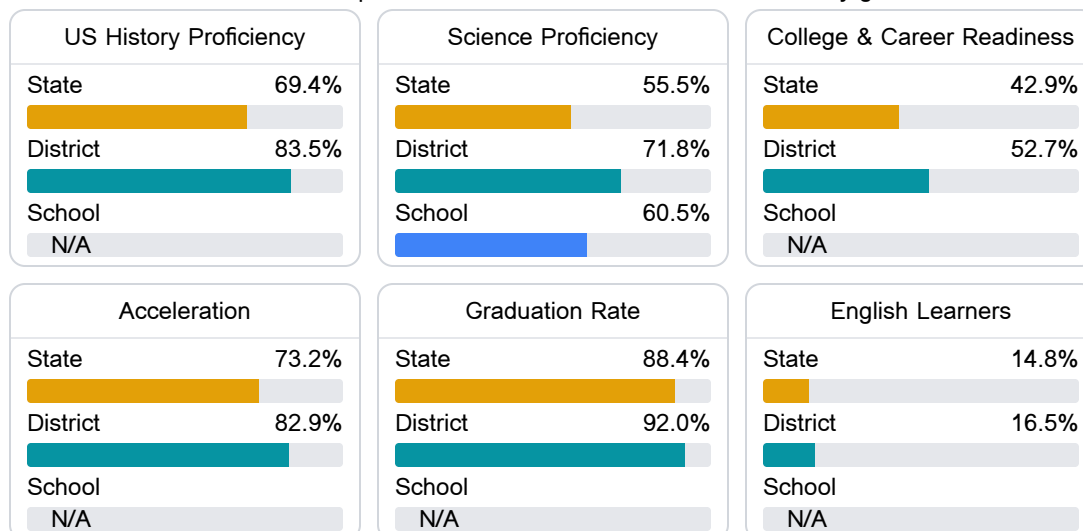 US History Proficiency
State 69.4%
District 83.5%
School
N/A
Science Proficiency
State 55.5%
District 71.8%
School 60.5%
College & Career Readiness
State 42.9%
District 52.7%
School
N/A
Acceleration
State 73.2%
District 82.9%
School
N/A
Graduation Rate
State 88.4%
District 92.0%
School
N/A
English Learners
State 14.8%
District 16.5%
School
N/A